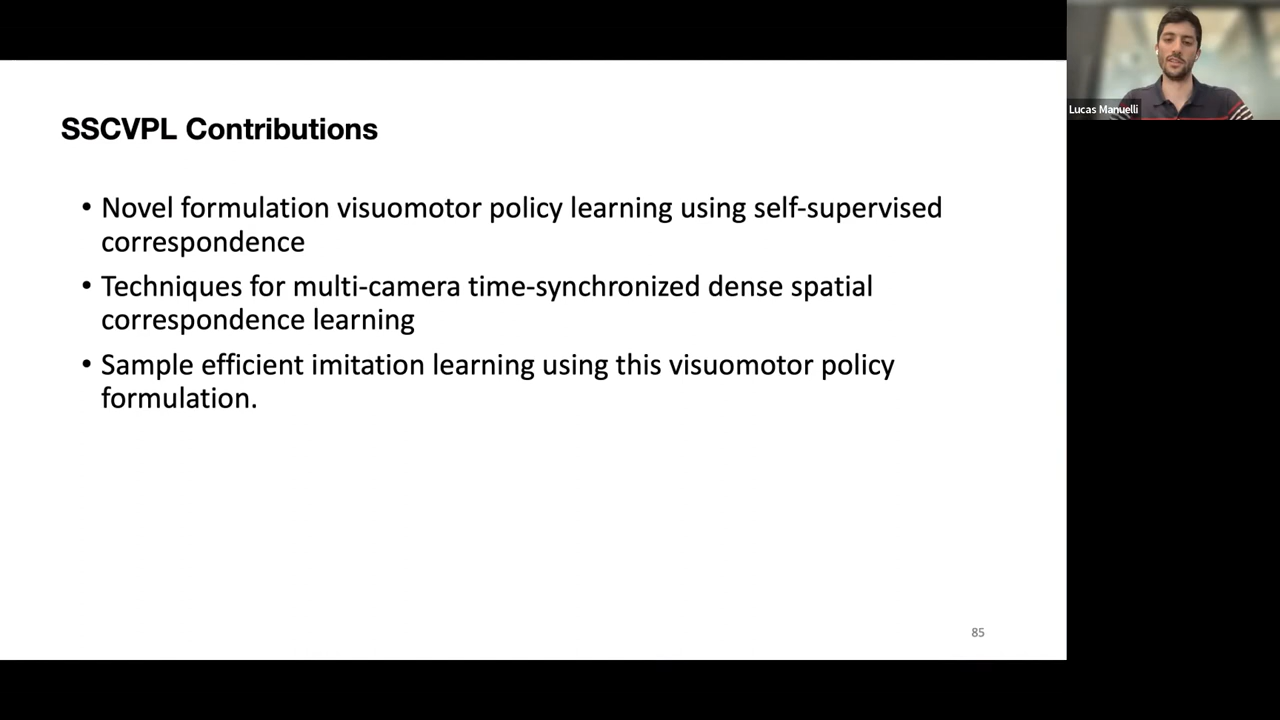 SSCVPL Contributions
• Novel formulation visuomotor policy learning using self-supervised
correspondence
• Techniques for multi-camera time-synchronized dense spatial
correspondence learning
• Sample efficient imitation learning using this visuomotor policy
formulation.
85
Lucas Manuelli